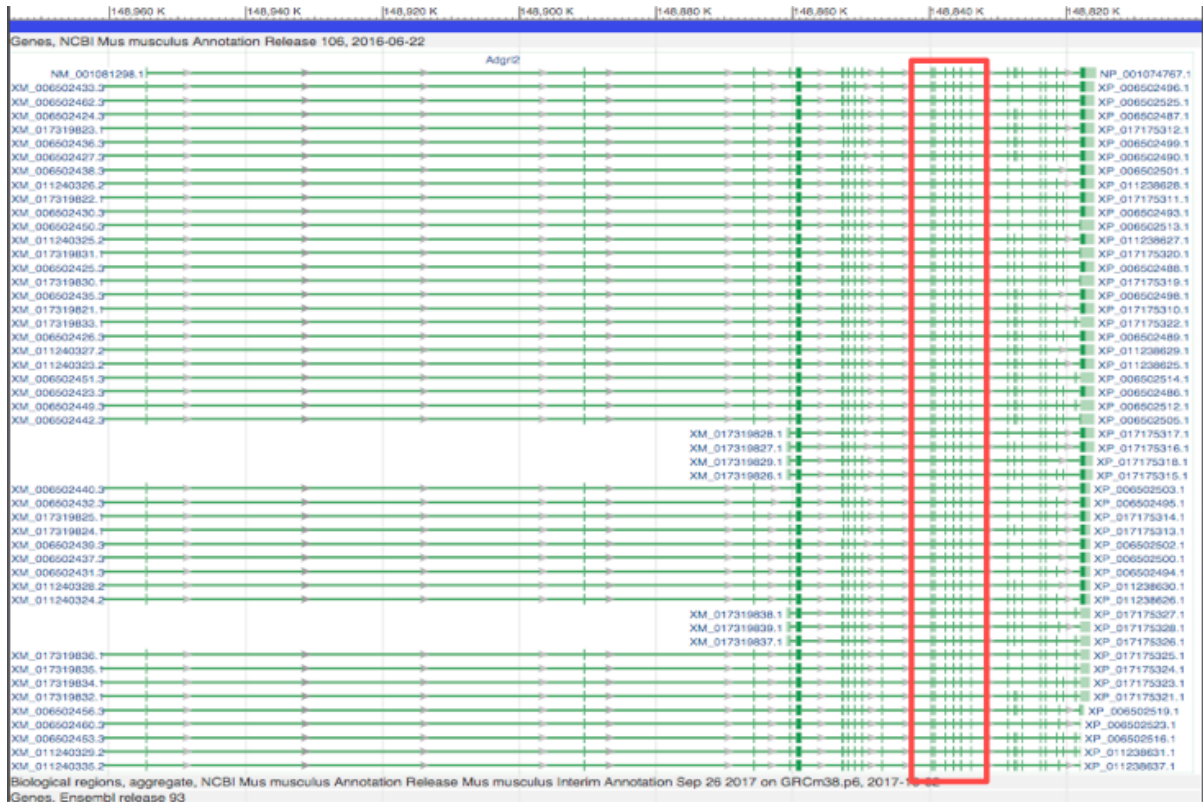 148,960 K 148,940 K 148,920 K 148,900 K 148,880 K 148,860 K 148,840 K 148,820 K
Genes, NCBI Mus musculus Annotation Release 106, 2016-06-22
Adgrl2
NM_001081298.1 NP_001074767.1
XM_006502433.3 XP_006502496.1
XM_006502462.3 XP_006502525.1
XM_006502424.3 XP_006502487.1
XM_017319823.1 XP_017175312.1
XM_006502436.3 XP_006502499.1
XM_006502427.3 XP_006502490.1
XM_006502438.3 XP_006502501.1
XM_011240326.2 XP_011238628.1
XM_017319822.1 XP_017175311.1
XM_006502430.3 XP_006502493.1
XM_006502450.3 XP_006502513.1
XM_011240325.2 XP_011238627.1
XM_017319831.1 XP_017175320.1
XM_006502425.3 XP_006502488.1
XM_017319830.1 XP_017175319.1
XM_006502435.3 XP_006502498.1
XM_017319821.1 XP_017175310.1
XM_017319833.1 XP_017175322.1
XM_006502426.3 XP_006502489.1
XM_011240327.2 XP_011238629.1
XM_011240323.2 XP_011238625.1
XM_006502451.3 XP_006502514.1
XM_006502423.3 XP_006502486.1
XM_006502449.3 XP_006502512.1
XM_006502442.3 XP_006502505.1
XM_017319828.1 XP_017175317.1
XM_017319827.1 XP_017175316.1
XM_017319829.1 XP_017175318.1
XM_017319826.1 XP_017175315.1
XM_006502440.3 XP_006502503.1
XM_006502432.3 XP_006502495.1
XM_017319825.1 XP_017175314.1
XM_017319824.1 XP_017175313.1
XM_006502439.3 XP_006502502.1
XM_006502437.3 XP_006502500.1
XM_006502431.3 XP_006502494.1
XM_011240328.2 XP_011238630.1
XM_011240324.2 XP_011238626.1
XM_017319838.1 XP_017175327.1
XM_017319839.1 XP_017175328.1
XM_017319837.1 XP_017175326.1
XM_017319836.1 XP_017175325.1
XM_017319835.1 XP_017175324.1
XM_017319834.1 XP_017175323.1
XM_017319832.1 XP_017175321.1
XM_006502456.3 XP_006502519.1
XM_006502460.3 XP_006502523.1
XM_006502453.3 XP_006502516.1
XM_011240329.2 XP_011238631.1
XM_011240335.2 XP_011238637.1
Biological regions, aggregate, NCBI Mus musculus Annotation Release Mus musculus Interim Annotation Sep 26 2017 on GRCm38.p6,
Genes, Ensembl release 93